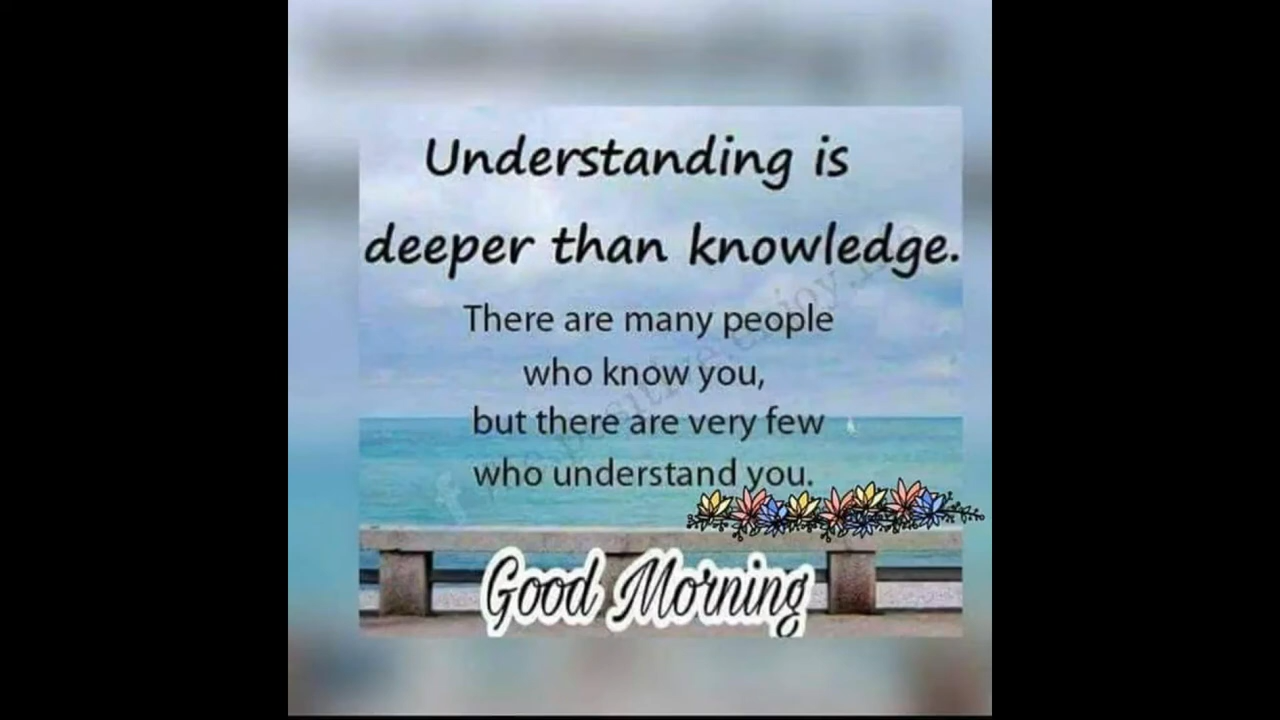 Understanding is
deeper than knowledge.
There are many people
who know you,
but there are very few
who understand you.
Good Morning